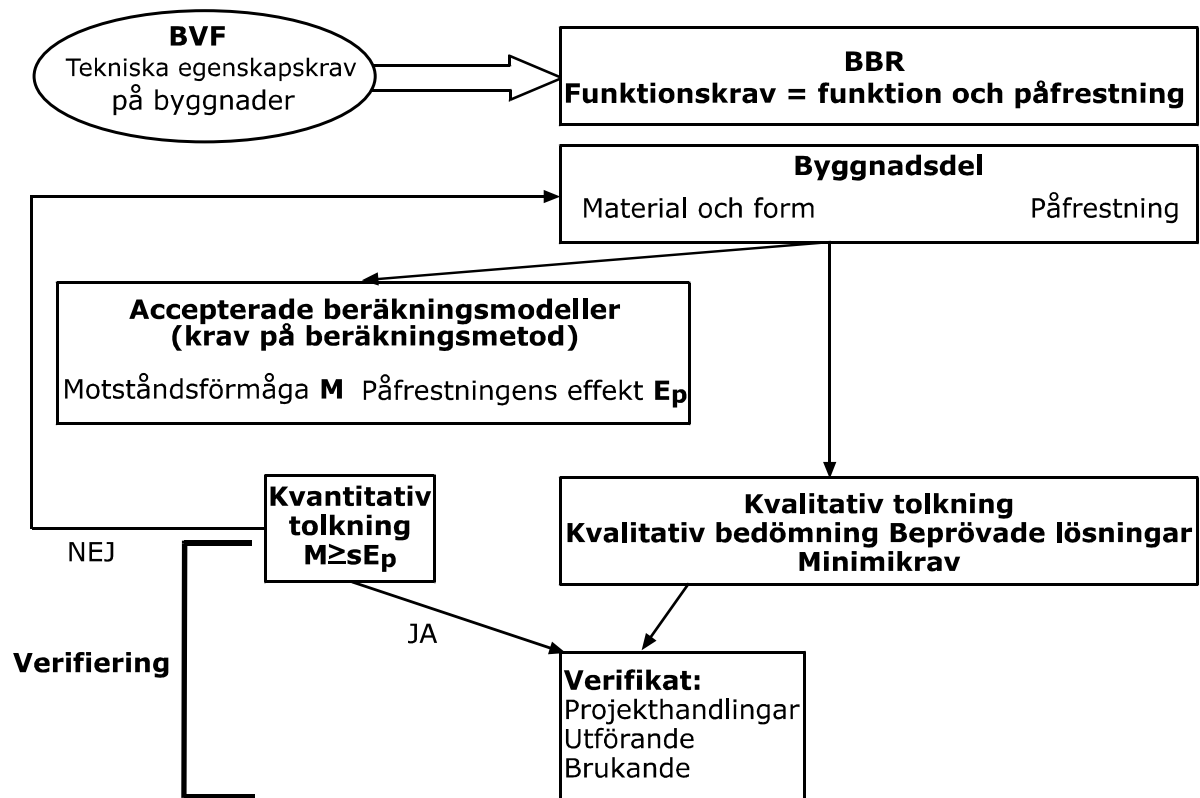 BVF
Tekniska egenskapskrav
på byggnader
BBR
Funktionskrav = funktion och påfrestning
Byggnadsdel
Material och form Påfrestning
Accepterade beräkningsmodeller
(krav på beräkningsmetod)
Motståndsförmåga M Påfrestningens effekt Ep
Kvantitativ
tolkning
M≥sEp
NEJ
Kvalitativ tolkning
Kvalitativ bedömning Beprövade lösningar
Minimikrav
JA
Verifiering
Verifikat:
Projekthandlingar
Utförande
Brukande